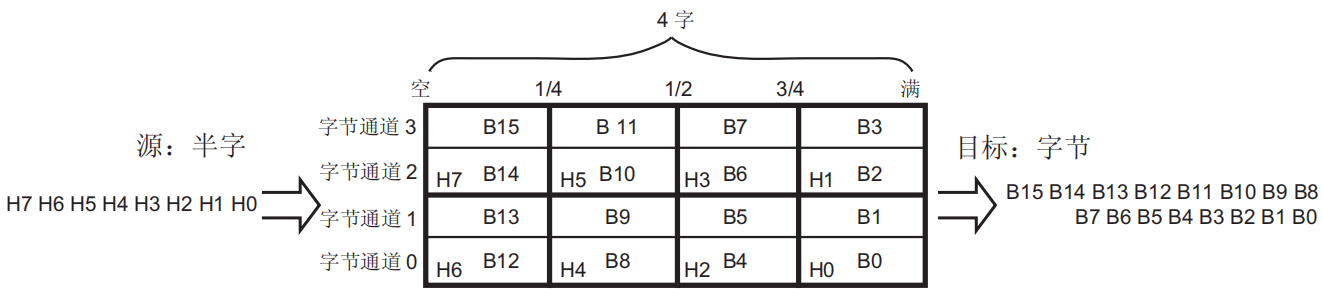 4 字
空 1/4 1/2 3/4 满
字节通道 3 B15 B 11 B7 B3
源：半字 目标：字节
字节通道 2 H7 B14 H5 B10 H3 B6 H1 B2
H7 H6 H5 H4 H3 H2 H1 H0 B15 B14 B13 B12 B11 B10 B9 B8
字节通道 1 B13 B9 B5 B1 B7 B6 B5 B4 B3 B2 B1 B0
字节通道 0 H6 B12 H4 B8 H2 B4 H0 B0